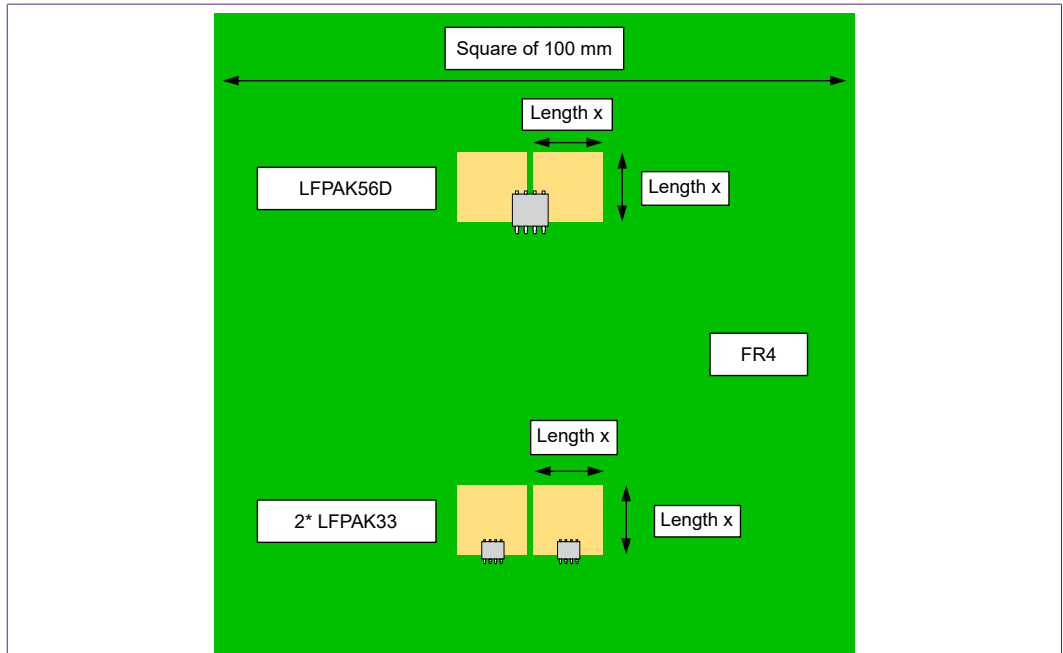 Square of 100 mm
Length x
LFPAK56D
Length x
FR4
Length x
2* LFPAK33
Length x